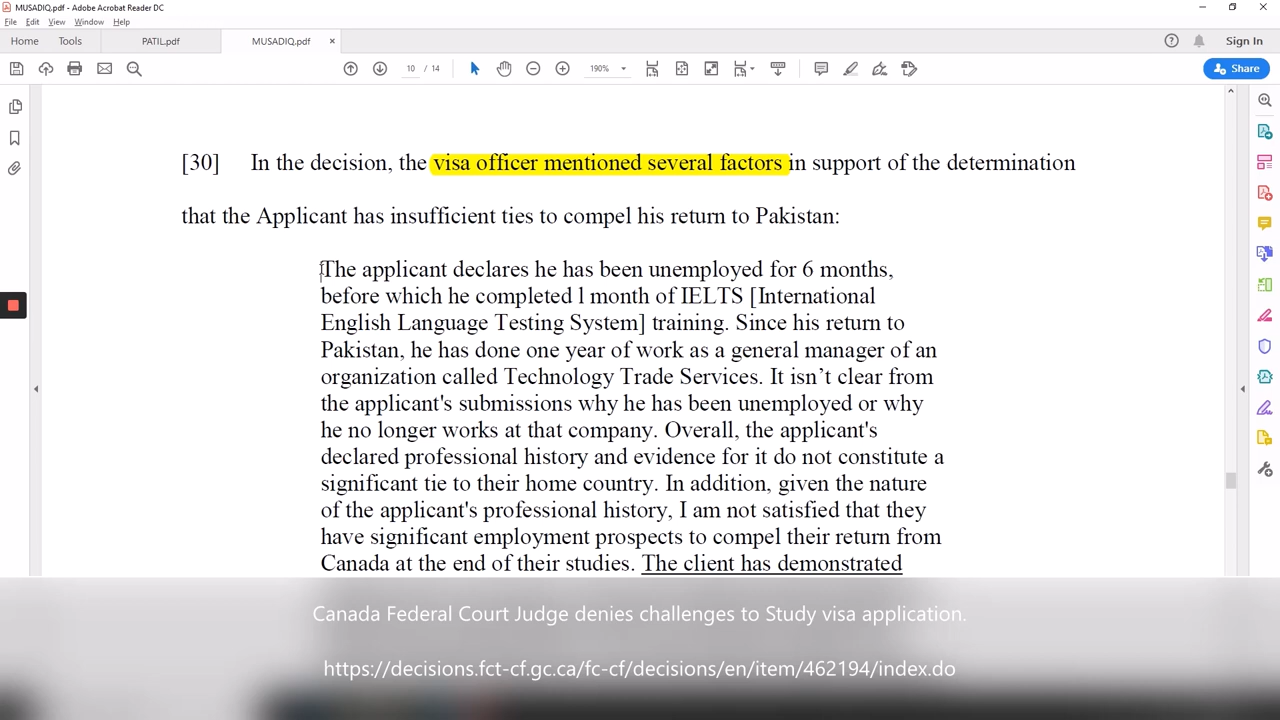 MUSADIQ.pdf - Adobe Acrobat Reader DC
File Edit View Window Help
Home Tools PATIL.pdf MUSADIQ.pdf × Sign In
10 / 14 190% Share
[30] In the decision, the visa officer mentioned several factors in support of the determination
that the Applicant has insufficient ties to compel his return to Pakistan:
The applicant declares he has been unemployed for 6 months,
before which he completed l month of IELTS [International
English Language Testing System] training. Since his return to
Pakistan, he has done one year of work as a general manager of an
organization called Technology Trade Services. It isn’t clear from
the applicant's submissions why he has been unemployed or why
he no longer works at that company. Overall, the applicant's
declared professional history and evidence for it do not constitute a
significant tie to their home country. In addition, given the nature
of the applicant's professional history, I am not satisfied that they
have significant employment prospects to compel their return from
Canada at the end of their studies. The client has demonstrated
Canada Federal Court Judge denies challenges to Study visa application.
https://decisions.fct-cf.gc.ca/fc-cf/decisions/en/item/462194/index.do